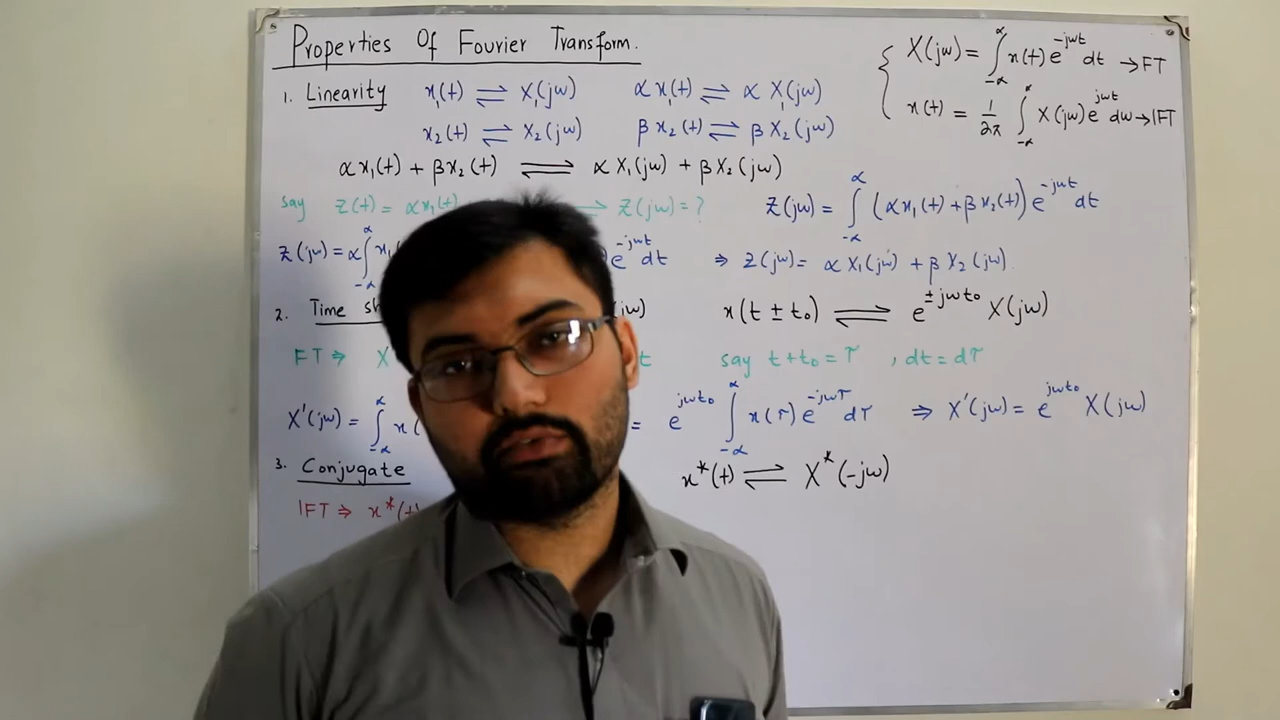 Properties Of Fourier Transform.
{ X(jω) = ∫_{-∝}^{∝} x(t) e^{-jωt} dt → FT
x(t) = 1/2π ∫_{-∝}^{∝} X(jω) e^{jωt} dω → IFT
1. Linearity x₁(t) ⇌ X₁(jω) αx₁(t) ⇌ αX₁(jω)
x₂(t) ⇌ X₂(jω) βx₂(t) ⇌ βX₂(jω)
αx₁(t) + βx₂(t) ⇌ αX₁(jω) + βX₂(jω)
say Z(t) = αx₁(t) ⇌ Z(jω) = ? Z(jω) = ∫_{-∝}^{∝} (αx₁(t) + βx₂(t)) e^{-jωt} dt
Z(jω) = α∫_{-∝}^{∝} x₁( ) e^{-jωt} dt ⇒ Z(jω) = αX₁(jω) + βX₂(jω).
2. Time x(t ± t₀) ⇌ e^{±jωt₀} X(jω)
FT ⇒ X t say t+t₀ = τ , dt = dτ
X'(jω) = ∫_{-∝}^{∝} x( = e^{jωt₀} ∫_{-∝}^{∝} x(τ) e^{-jωτ} dτ ⇒ X'(jω) = e^{jωt₀} X(jω)
3. Conjugate x*(t) ⇌ X*(-jω)
IFT ⇒ x*(t)